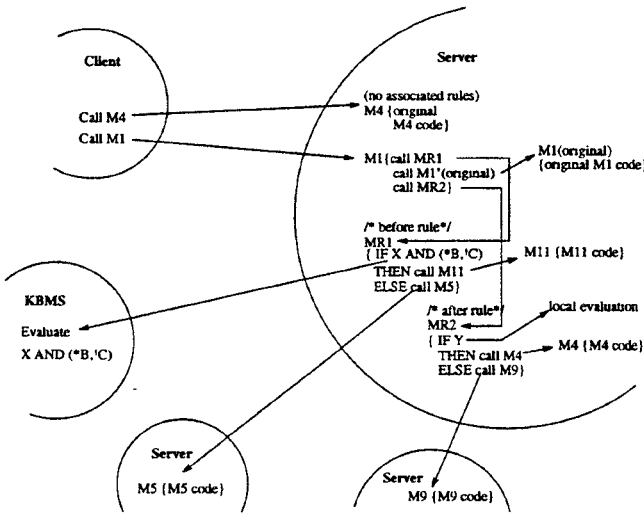 Client
Call M4
Call M1
Server
(no associated rules)
M4 {original
M4 code}
M1{call MR1
call M1'(original)
call MR2}
M1(original)
{original M1 code}
/* before rule*/
MR1
{ IF X AND (*B,'C)
THEN call M11
ELSE call M5}
M11 {M11 code}
/* after rule*/
MR2
{ IF Y
THEN call M4
ELSE call M9}
local evaluation
M4 {M4 code}
KBMS
Evaluate
X AND (*B,'C)
Server
M5 {M5 code}
Server
M9 {M9 code}